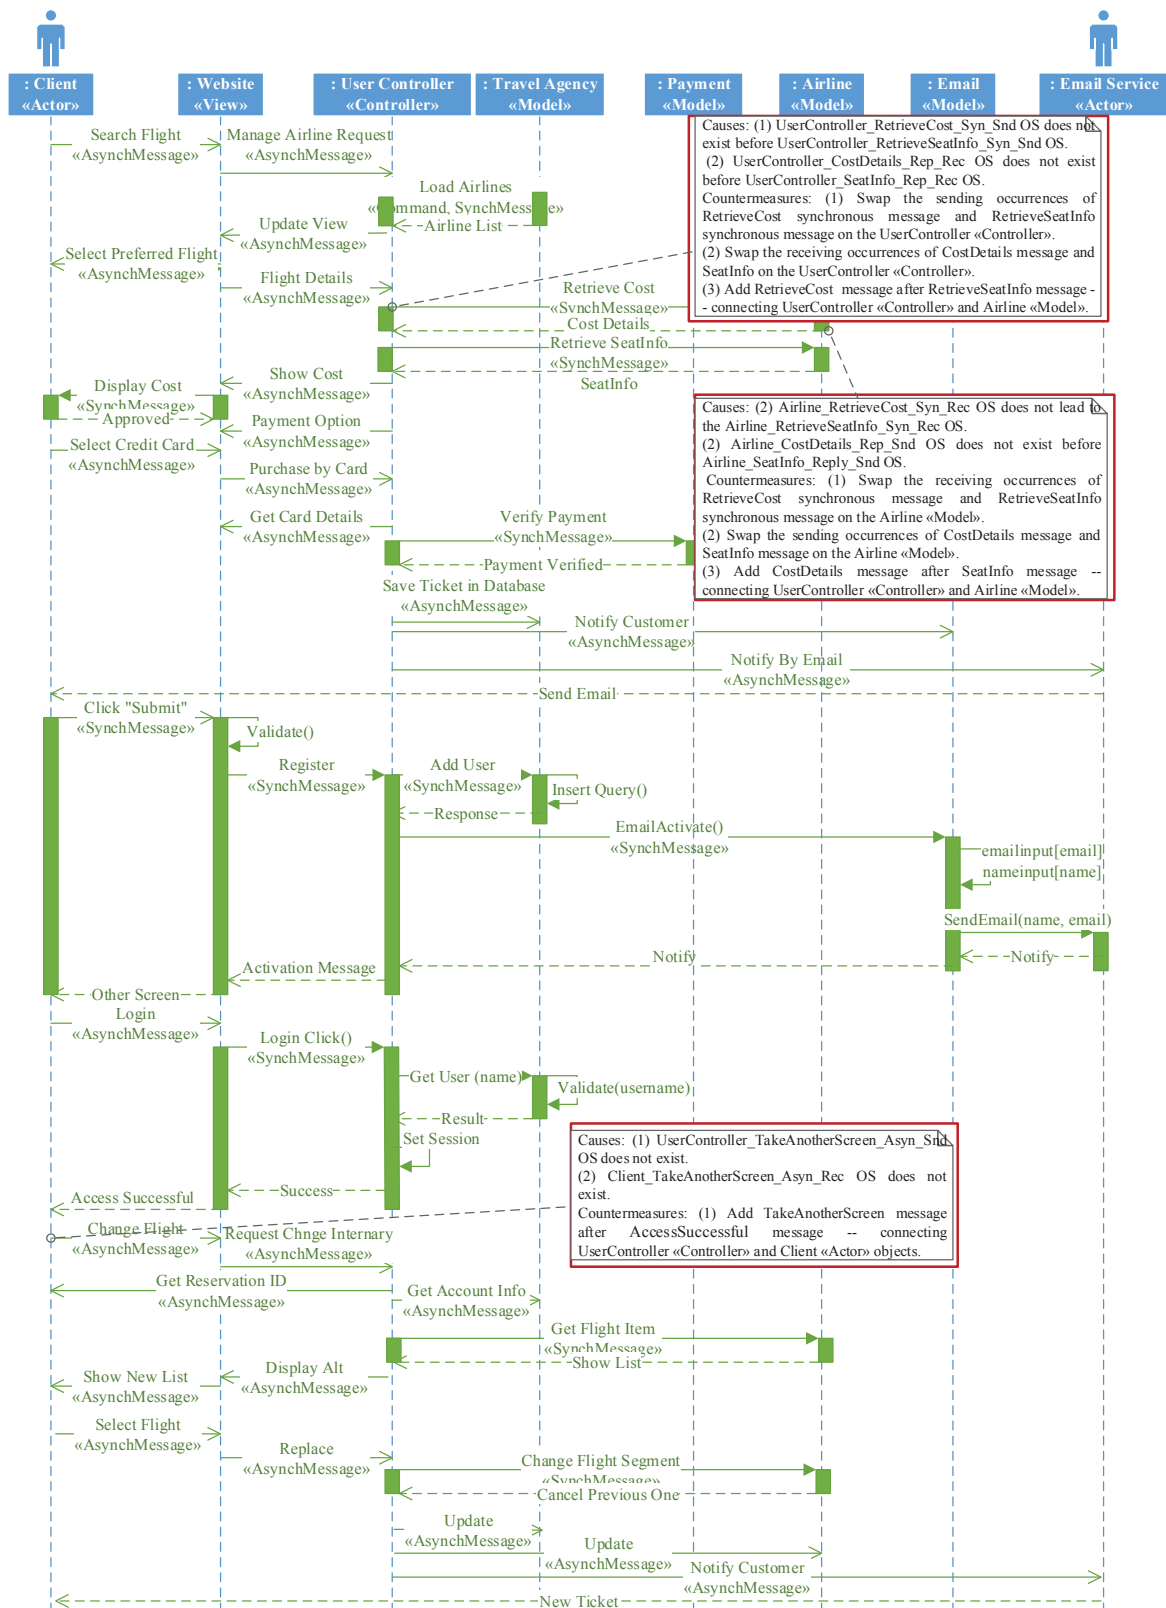 : Client
«Actor»
: Website
«View»
: User Controller
«Controller»
: Travel Agency
«Model»
: Payment
«Model»
: Airline
«Model»
: Email
«Model»
: Email Service
«Actor»
Search Flight
«AsynchMessage»
Manage Airline Request
«AsynchMessage»
Causes: (1) UserController_RetrieveCost_Syn_Snd OS does not
exist before UserController_RetrieveSeatInfo_Syn_Snd OS.
(2) UserController_CostDetails_Rep_Rec OS does not exist
before UserController_SeatInfo_Rep_Rec OS.
Countermeasures: (1) Swap the sending occurrences of
RetrieveCost synchronous message and RetrieveSeatInfo
synchronous message on the UserController «Controller».
(2) Swap the receiving occurrences of CostDetails message and
SeatInfo on the UserController «Controller».
(3) Add RetrieveCost message after RetrieveSeatInfo message -
- connecting UserController «Controller» and Airline «Model».
Load Airlines
«Command, SynchMessage»
Airline List
Update View
«AsynchMessage»
Select Preferred Flight
«AsynchMessage»
Flight Details
«AsynchMessage»
Retrieve Cost
«SynchMessage»
Cost Details
Retrieve SeatInfo
«SynchMessage»
SeatInfo
Show Cost
«AsynchMessage»
Display Cost
«SynchMessage»
Approved
Payment Option
«AsynchMessage»
Causes: (2) Airline_RetrieveCost_Syn_Rec OS does not lead to
the Airline_RetrieveSeatInfo_Syn_Rec OS.
(2) Airline_CostDetails_Rep_Snd OS does not exist before
Airline_SeatInfo_Reply_Snd OS.
Countermeasures: (1) Swap the receiving occurrences of
RetrieveCost synchronous message and RetrieveSeatInfo
synchronous message on the Airline «Model».
(2) Swap the sending occurrences of CostDetails message and
SeatInfo message on the Airline «Model».
(3) Add CostDetails message after SeatInfo message --
connecting UserController «Controller» and Airline «Model».
Select Credit Card
«AsynchMessage»
Purchase by Card
«AsynchMessage»
Get Card Details
«AsynchMessage»
Verify Payment
«SynchMessage»
Payment Verified
Save Ticket in Database
«AsynchMessage»
Notify Customer
«AsynchMessage»
Notify By Email
«AsynchMessage»
Send Email
Click "Submit"
«SynchMessage»
Validate()
Register
«SynchMessage»
Add User
«SynchMessage»
Insert Query()
Response
EmailActivate()
«SynchMessage»
emailinput[email]
nameinput[name]
SendEmail(name, email)
Notify
Notify
Activation Message
Other Screen
Login
«AsynchMessage»
Login Click()
«SynchMessage»
Get User (name)
Validate(username)
Result
Set Session
Success
Access Successful
Causes: (1) UserController_TakeAnotherScreen_Asyn_Snd
OS does not exist.
(2) Client_TakeAnotherScreen_Asyn_Rec OS does not
exist.
Countermeasures: (1) Add TakeAnotherScreen message
after AccessSuccessful message -- connecting
UserController «Controller» and Client «Actor» objects.
Change Flight
«AsynchMessage»
Request Chnge Internary
«AsynchMessage»
Get Reservation ID
«AsynchMessage»
Get Account Info
«AsynchMessage»
Get Flight Item
«SynchMessage»
Show List
Display Alt
«AsynchMessage»
Show New List
«AsynchMessage»
Select Flight
«AsynchMessage»
Replace
«AsynchMessage»
Change Flight Segment
«SynchMessage»
Cancel Previous One
Update
«AsynchMessage»
Update
«AsynchMessage»
Notify Customer
«AsynchMessage»
New Ticket